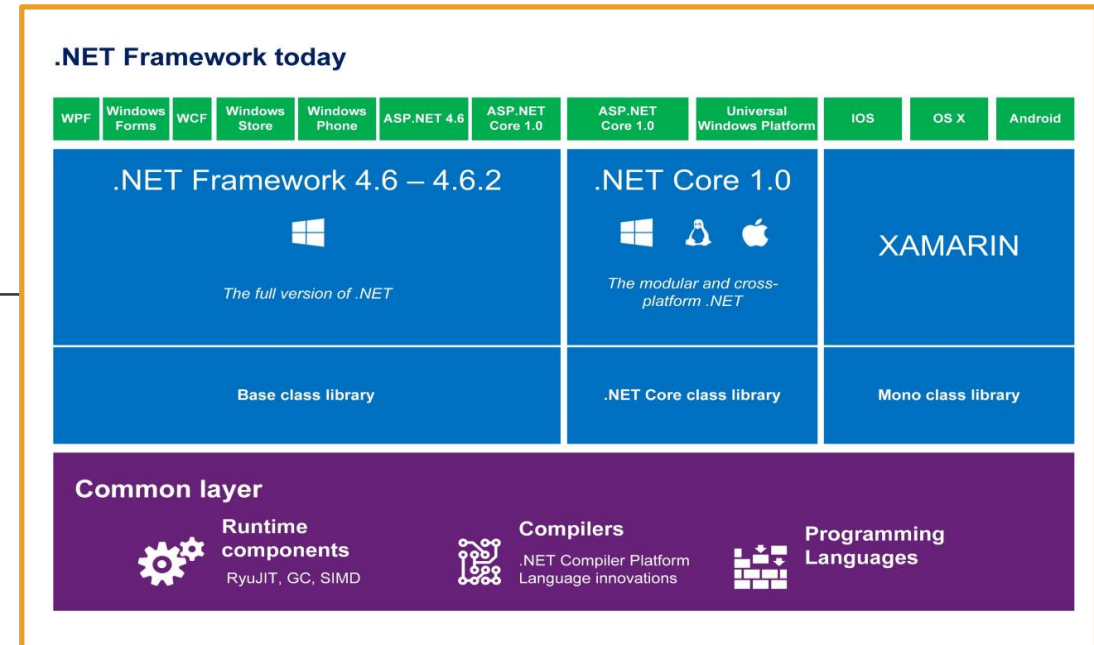 .NET Framework today
WPF
Windows
Forms
WCF
Windows
Store
Windows
Phone
ASP.NET 4.6
ASP.NET
Core 1.0
ASP.NET
Core 1.0
Universal
Windows Platform
IOS
OS X
Android
.NET Framework 4.6 – 4.6.2
The full version of .NET
.NET Core 1.0
The modular and cross-
platform .NET
XAMARIN
Base class library
.NET Core class library
Mono class library
Common layer
Runtime
components
RyuJIT, GC, SIMD
Compilers
.NET Compiler Platform
Language innovations
Programming
Languages